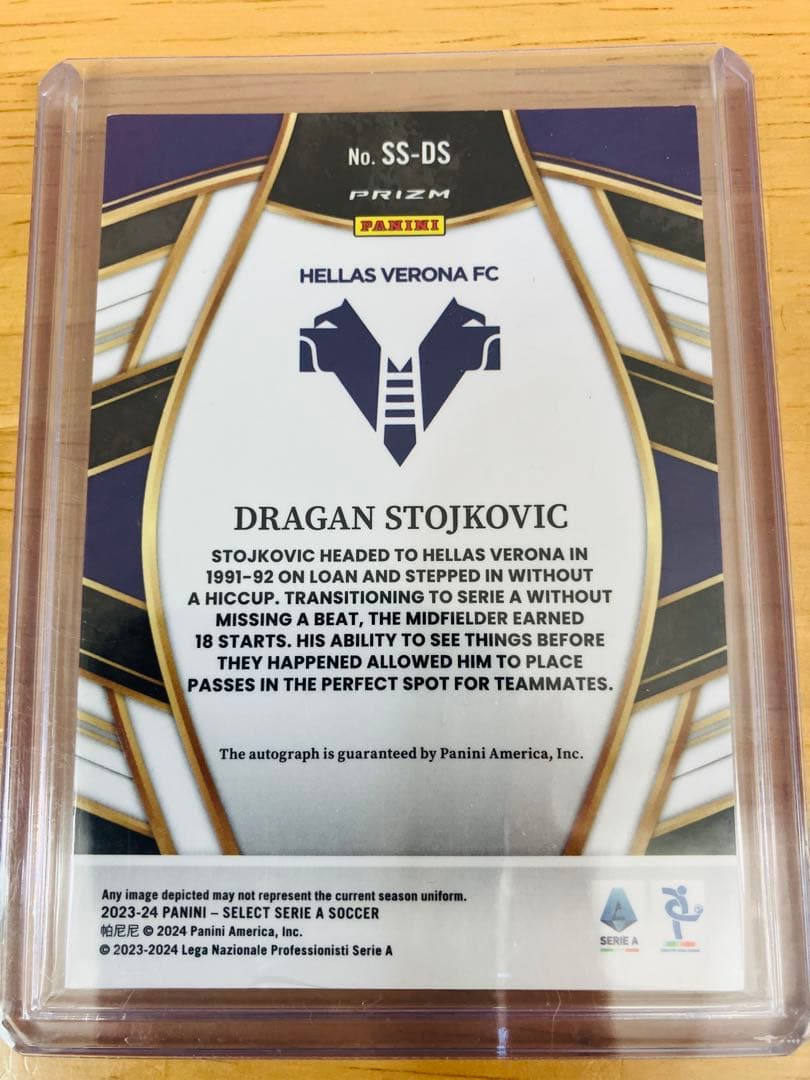 No. SS-DS
PRIZM
PANINI
HELLAS VERONA FC
DRAGAN STOJKOVIC
STOJKOVIC HEADED TO HELLAS VERONA IN
1991-92 ON LOAN AND STEPPED IN WITHOUT
A HICCUP. TRANSITIONING TO SERIE A WITHOUT
MISSING A BEAT, THE MIDFIELDER EARNED
18 STARTS. HIS ABILITY TO SEE THINGS BEFORE
THEY HAPPENED ALLOWED HIM TO PLACE
PASSES IN THE PERFECT SPOT FOR TEAMMATES.
The autograph is guaranteed by Panini America, Inc.
Any image depicted may not represent the current season uniform.
2023-24 PANINI – SELECT SERIE A SOCCER
帕尼尼 © 2024 Panini America, Inc.
© 2023-2024 Lega Nazionale Professionisti Serie A
SERIE A